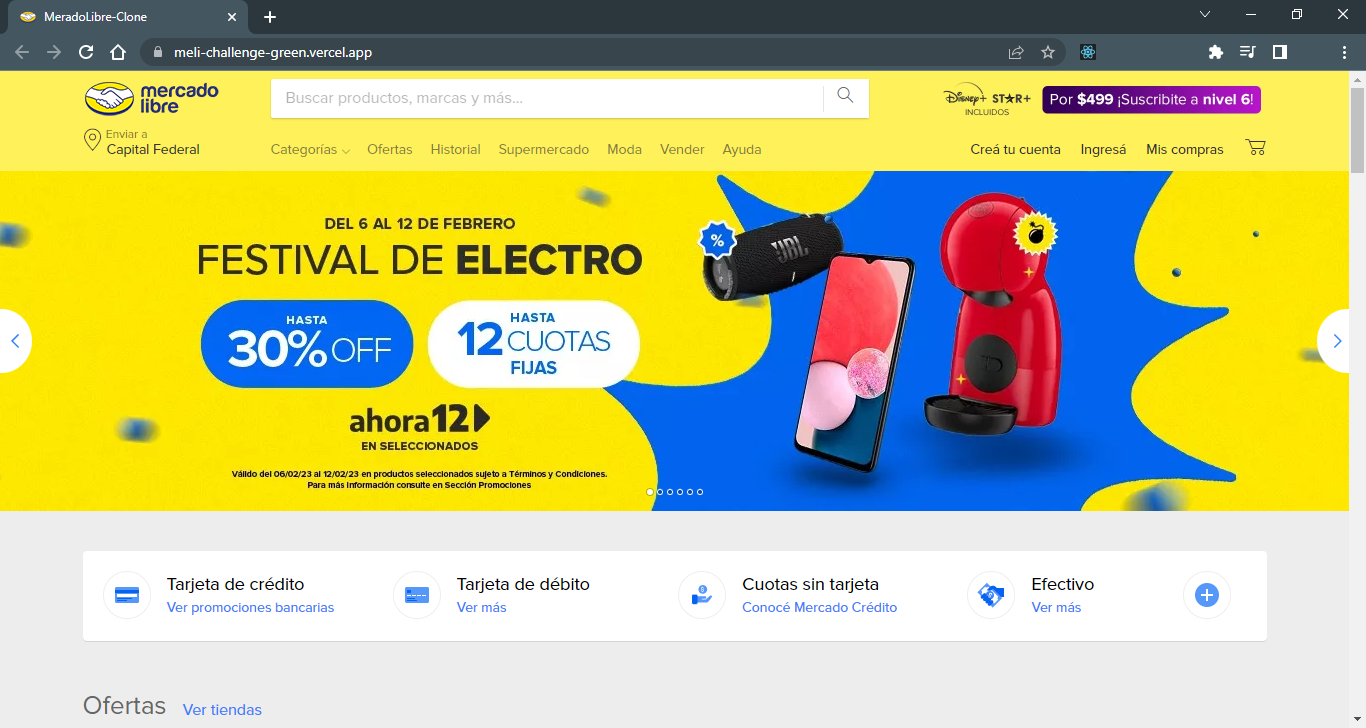 MeradoLibre-Clone
meli-challenge-green.vercel.app
mercado
libre
Buscar productos, marcas y más...
Disney+ STAR+
INCLUIDOS
Por $499 ¡Suscribite a nivel 6!
Enviar a
Capital Federal
Categorías Ofertas Historial Supermercado Moda Vender Ayuda
Creá tu cuenta Ingresá Mis compras
DEL 6 AL 12 DE FEBRERO
FESTIVAL DE ELECTRO
HASTA
30% OFF
HASTA
12 CUOTAS
FIJAS
ahora12
EN SELECCIONADOS
Válido del 06/02/23 al 12/02/23 en productos seleccionados sujeto a Términos y Condiciones.
Para más información consulte en Sección Promociones
%
JBL
Tarjeta de crédito
Ver promociones bancarias
Tarjeta de débito
Ver más
Cuotas sin tarjeta
Conocé Mercado Crédito
Efectivo
Ver más
Ofertas Ver tiendas